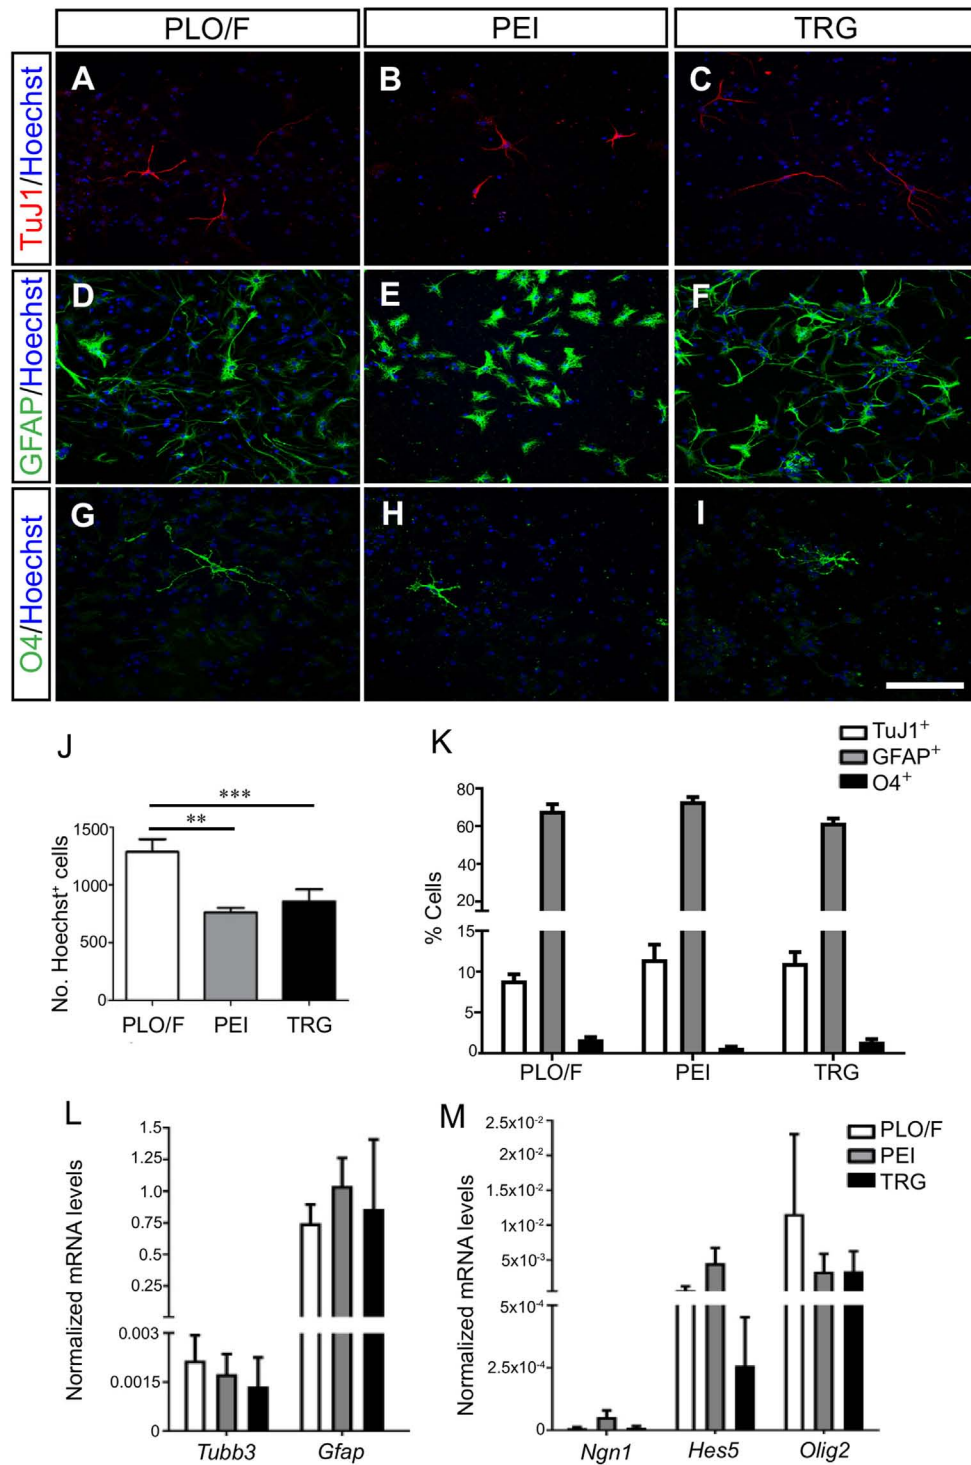 PLO/F PEI TRG
TuJ1/Hoechst
A B C
GFAP/Hoechst
D E F
O4/Hoechst
G H I
J
No. Hoechst⁺ cells
1500
1000
500
0
***
**
PLO/F PEI TRG
K
TuJ1⁺
GFAP⁺
O4⁺
% Cells
80
60
40
20
15
10
5
0
PLO/F PEI TRG
L
Normalized mRNA levels
1.5
1.25
1.0
0.75
0.5
0.25
0.003
0.0015
0
Tubb3 Gfap
M
PLO/F
PEI
TRG
Normalized mRNA levels
2.5x10⁻²
2x10⁻²
1.5x10⁻²
1x10⁻²
5x10⁻³
5x10⁻⁴
2.5x10⁻⁴
0
Ngn1 Hes5 Olig2